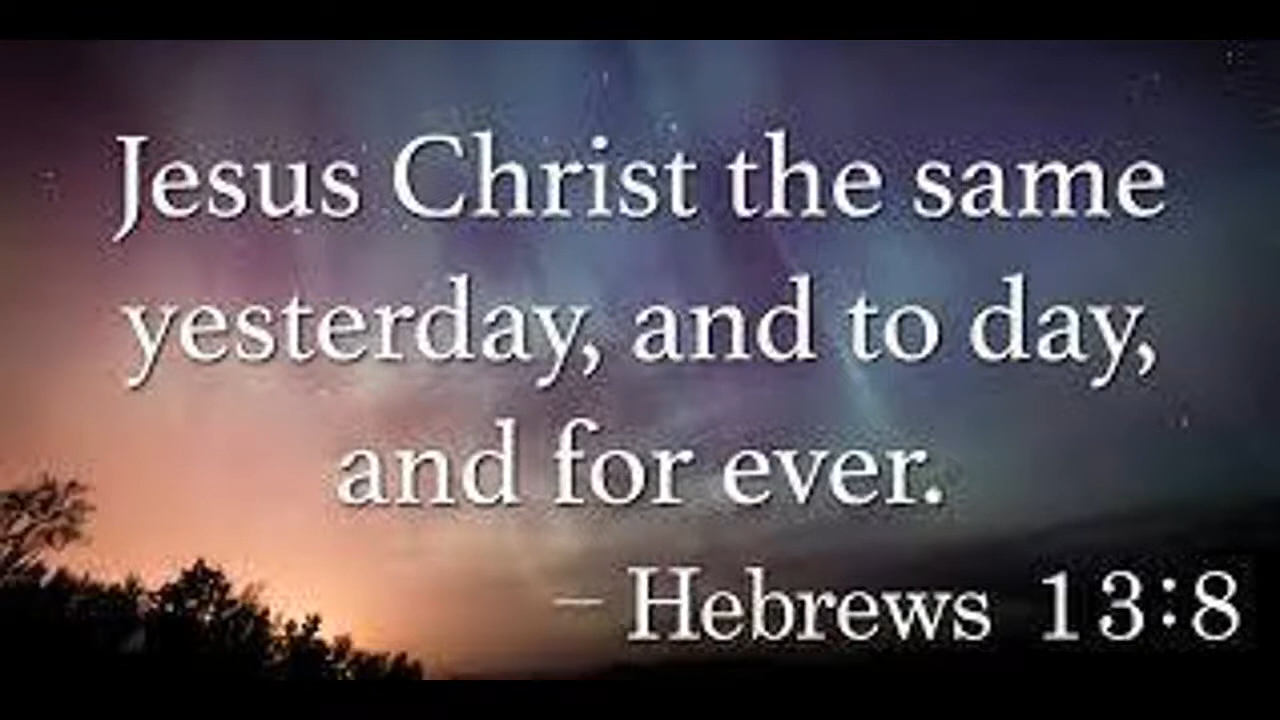 Jesus Christ the same
yesterday, and to day,
and for ever.
– Hebrews 13:8